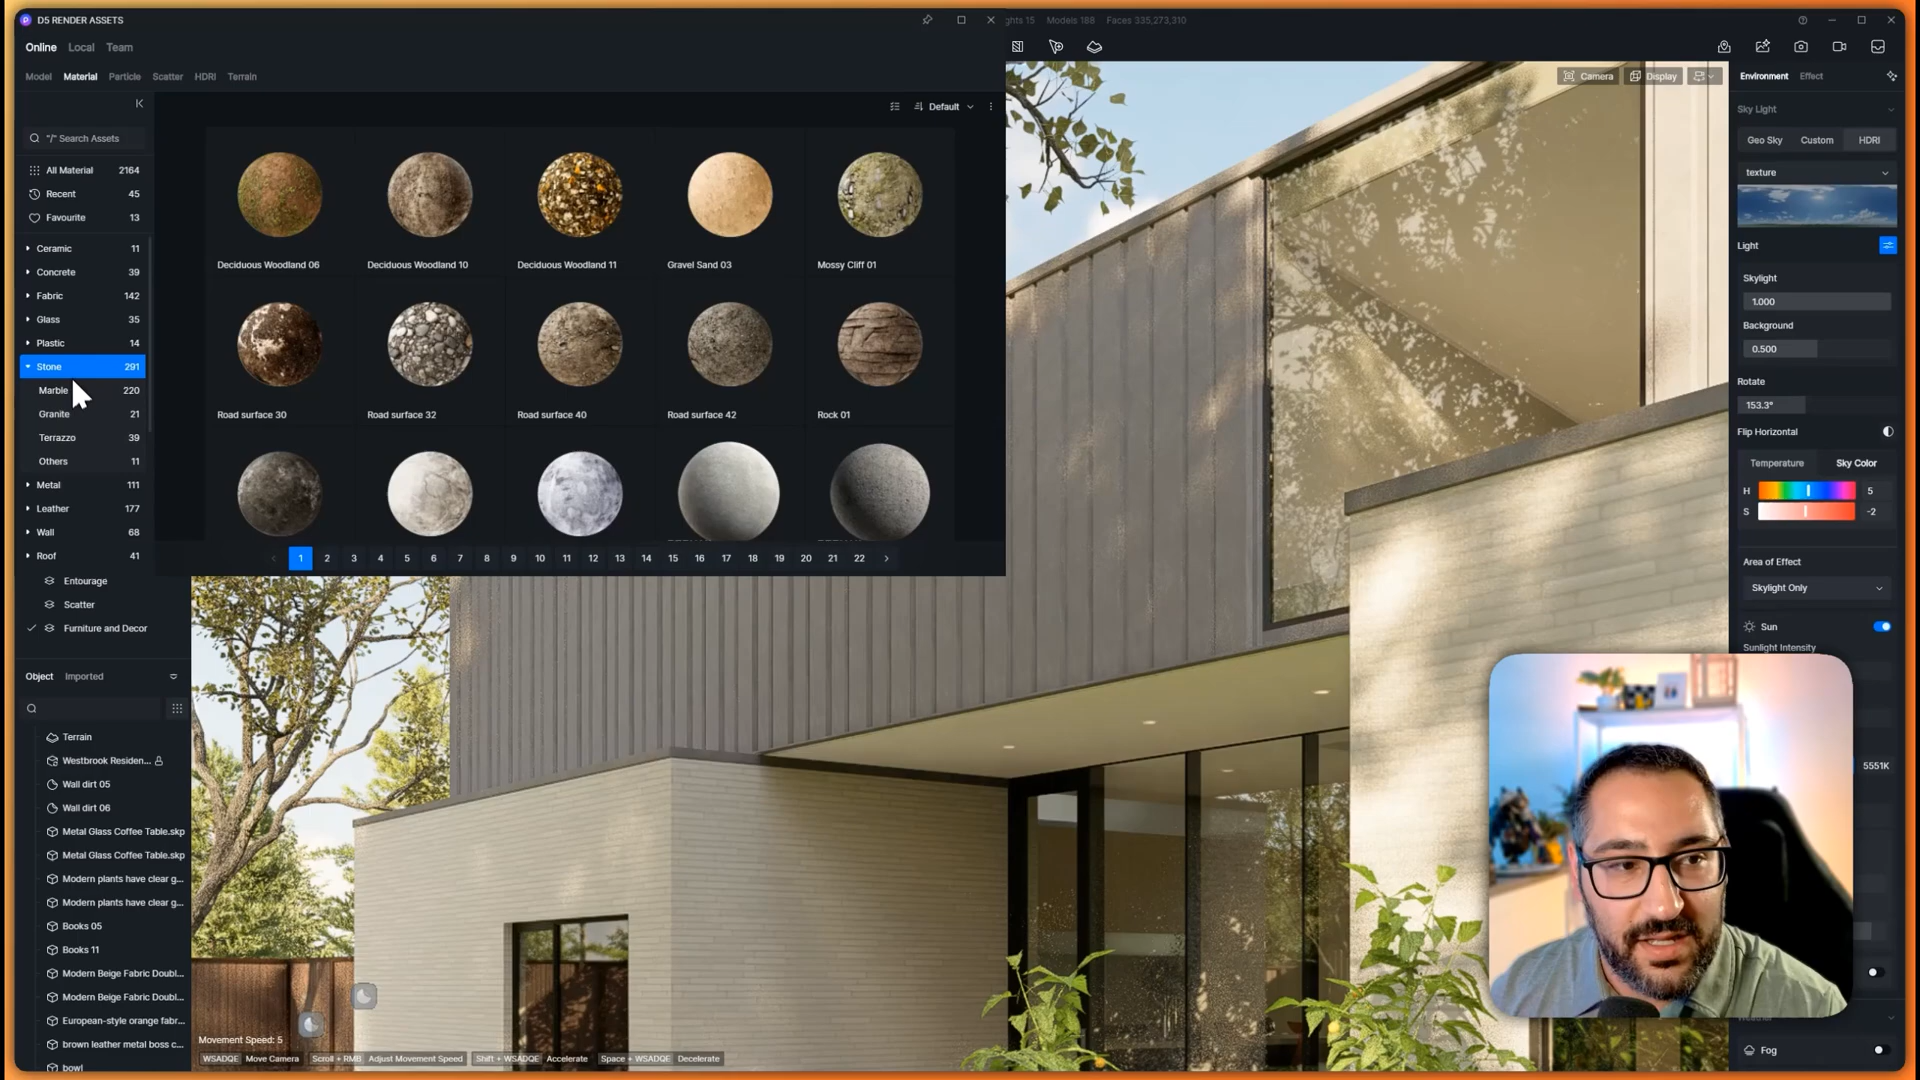 D5 RENDER ASSETS
ghts 15 Models 188 Faces 335,273,310
Online Local Team
Model Material Particle Scatter HDRI Terrain
Default
"/" Search Assets
All Material 2164
Recent 45
Favourite 13
Ceramic 11
Concrete 39
Fabric 142
Glass 35
Plastic 14
Stone 291
Marble 220
Granite 21
Terrazzo 39
Others 11
Metal 111
Leather 177
Wall 68
Roof 41
Deciduous Woodland 06 Deciduous Woodland 10 Deciduous Woodland 11 Gravel Sand 03 Mossy Cliff 01
Road surface 30 Road surface 32 Road surface 40 Road surface 42 Rock 01
1 2 3 4 5 6 7 8 9 10 11 12 13 14 15 16 17 18 19 20 21 22
Entourage
Scatter
Furniture and Decor
Object Imported
Terrain
Westbrook Residen...
Wall dirt 05
Wall dirt 06
Metal Glass Coffee Table.skp
Metal Glass Coffee Table.skp
Modern plants have clear g...
Modern plants have clear g...
Books 05
Books 11
Modern Beige Fabric Doubl...
Modern Beige Fabric Doubl...
European-style orange fabr...
brown leather metal boss c...
bowl
Movement Speed: 5
WSADQE Move Camera Scroll + RMB Adjust Movement Speed Shift + WSADQE Accelerate Space + WSADQE Decelerate
Camera Display
Environment Effect
Sky Light
Geo Sky Custom HDRI
texture
Light
Skylight
1.000
Background
0.500
Rotate
153.3°
Flip Horizontal
Temperature Sky Color
H 5
S -2
Area of Effect
Skylight Only
Sun
Sunlight Intensity
5551K
Fog